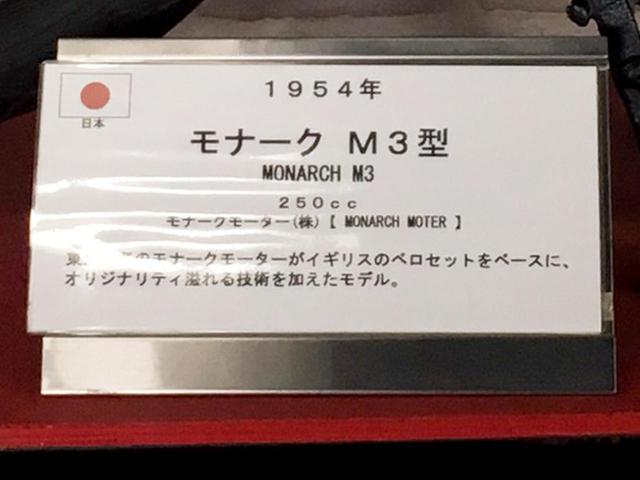 1954年
日本
モナーク M3型
MONARCH M3
250cc
モナークモーター(株)【 MONARCH MOTER 】
東のモナークモーターがイギリスのベロセットをベースに、
オリジナリティ溢れる技術を加えたモデル。